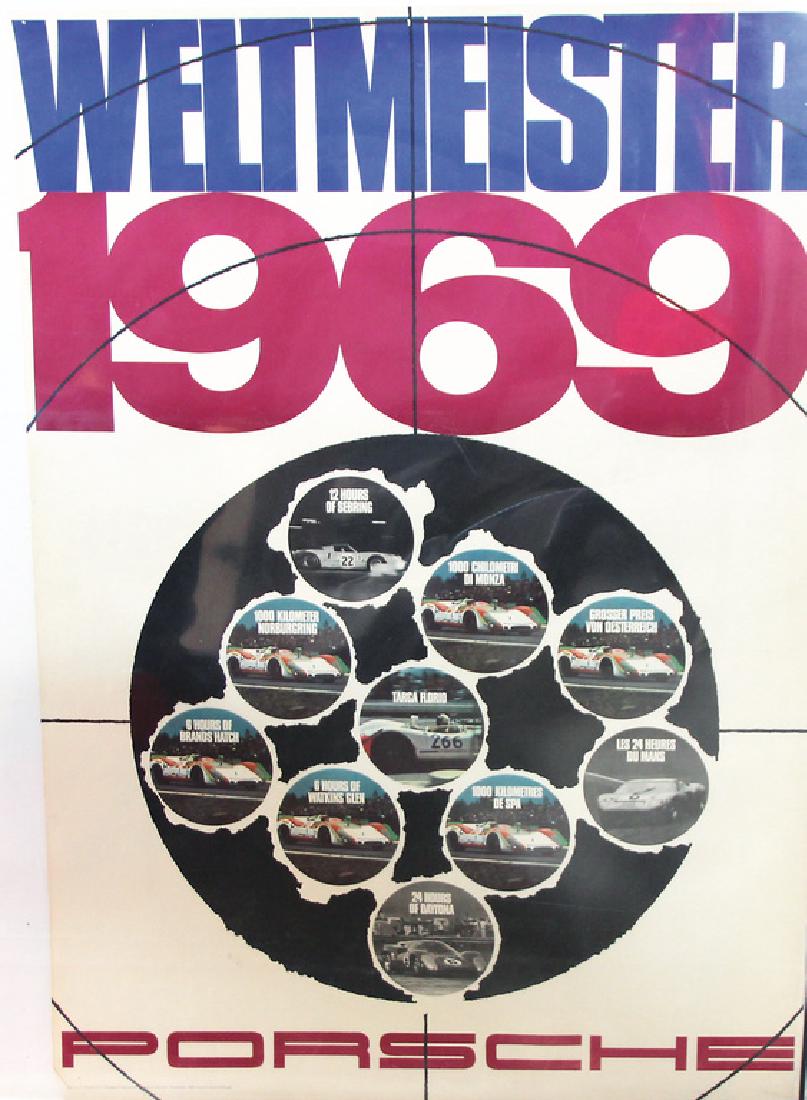 WELTMEISTER
1969
12 HOURS
OF SEBRING
22
1000 CHILOMETRI
DI MONZA
1000 KILOMETER
NÜRBURGRING
GROSSER PREIS
VON OESTERREICH
TARGA FLORIO
266
6 HOURS OF
BRANDS HATCH
LES 24 HEURES
DU MANS
6 HOURS OF
WATKINS GLEN
1000 KILOMETRES
DE SPA
24 HOURS
OF DAYTONA
PORSCHE